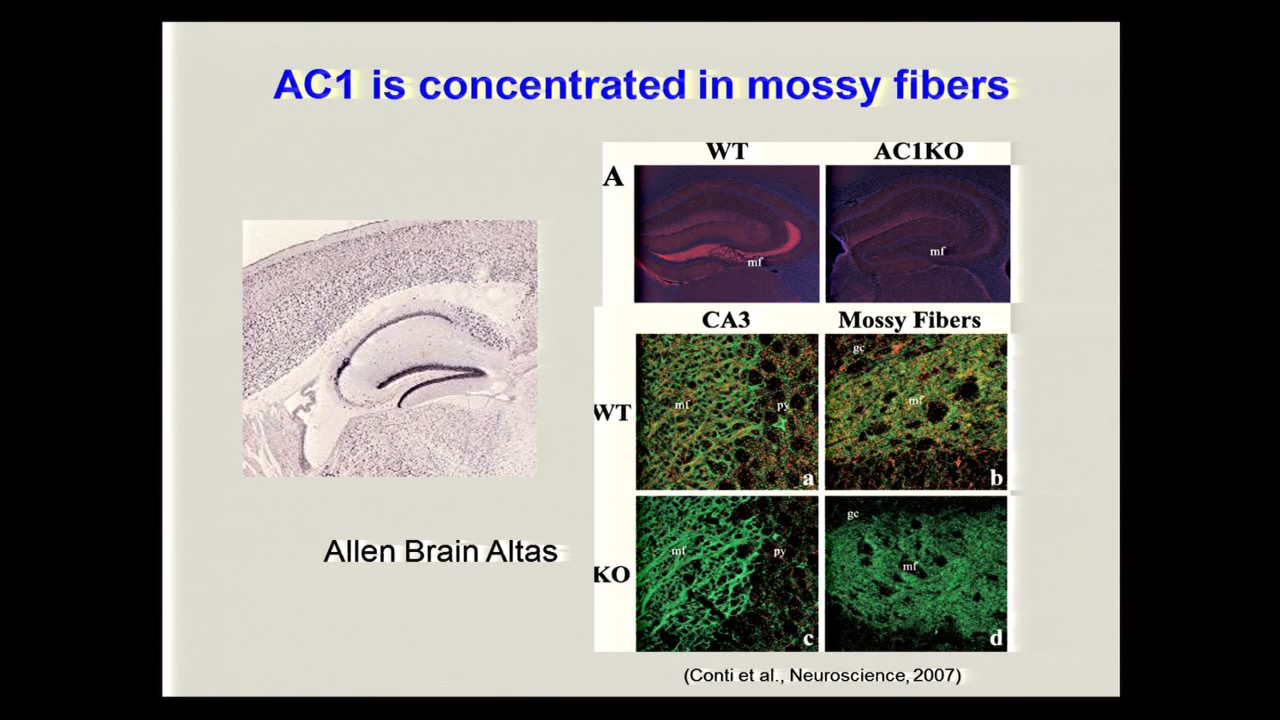 AC1 is concentrated in mossy fibers
WT AC1KO
A
mf mf
CA3 Mossy Fibers
WT
mf py a
gc mf b
KO
mf py c
gc mf d
Allen Brain Altas
(Conti et al., Neuroscience, 2007)